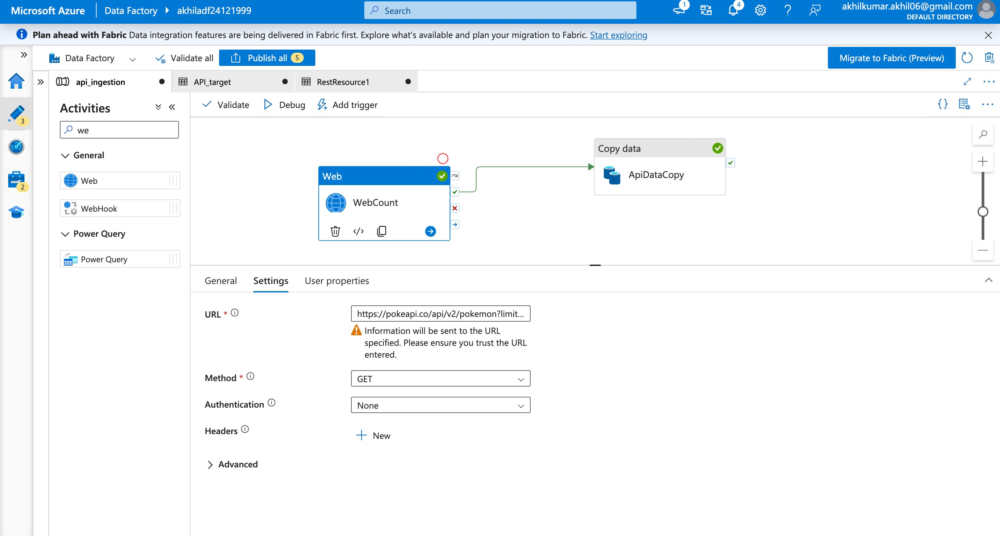 Microsoft Azure
Data Factory
akhiladf24121999
Search
1
4
akhilkumar.akhil06@gmail.com
DEFAULT DIRECTORY
Plan ahead with Fabric Data integration features are being delivered in Fabric first. Explore what's available and plan your migration to Fabric. Start exploring
Data Factory
Validate all
Publish all 5
Migrate to Fabric (Preview)
api_ingestion
API_target
RestResource1
3
2
Activities
we
General
Web
WebHook
Power Query
Power Query
Validate
Debug
Add trigger
{}
Web
WebCount
</>
Copy data
ApiDataCopy
General
Settings
User properties
URL *
https://pokeapi.co/api/v2/pokemon?limit...
Information will be sent to the URL
specified. Please ensure you trust the URL
entered.
Method *
GET
Authentication
None
Headers
New
Advanced